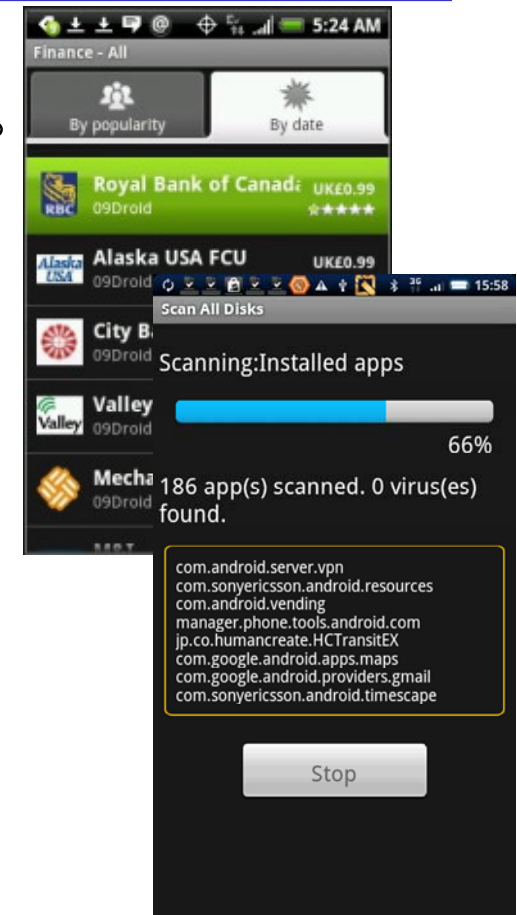 5:24 AM
Finance - All
By popularity
By date
Royal Bank of Canada UK£0.99
RBC
09Droid
Alaska USA FCU UK£0.99
Alaska
USA
09Droid
City B
09Droid
Valley
Valley
09Droid
Mecha
09Droid
3G 15:58
Scan All Disks
Scanning:Installed apps
66%
186 app(s) scanned. 0 virus(es)
found.
com.android.server.vpn
com.sonyericsson.android.resources
com.android.vending
manager.phone.tools.android.com
jp.co.humancreate.HCTransitEX
com.google.android.apps.maps
com.google.android.providers.gmail
com.sonyericsson.android.timescape
Stop